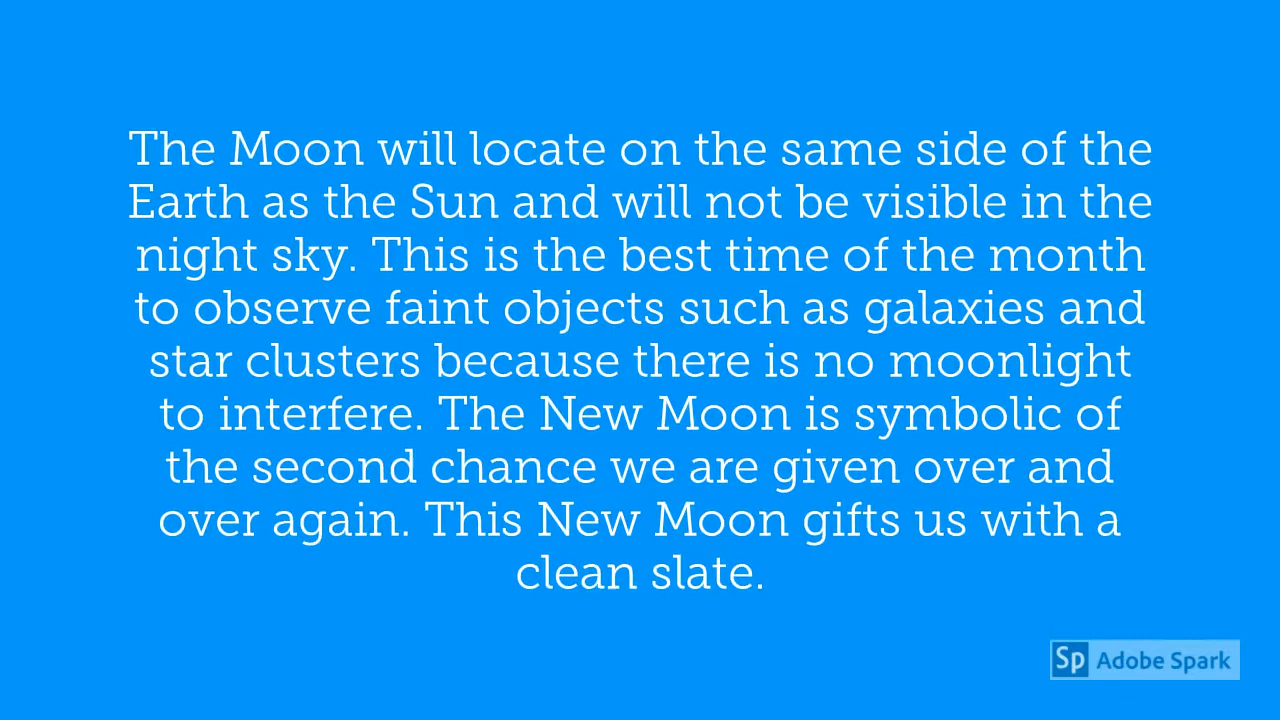 The Moon will locate on the same side of the
Earth as the Sun and will not be visible in the
night sky. This is the best time of the month
to observe faint objects such as galaxies and
star clusters because there is no moonlight
to interfere. The New Moon is symbolic of
the second chance we are given over and
over again. This New Moon gifts us with a
clean slate.
Sp Adobe Spark